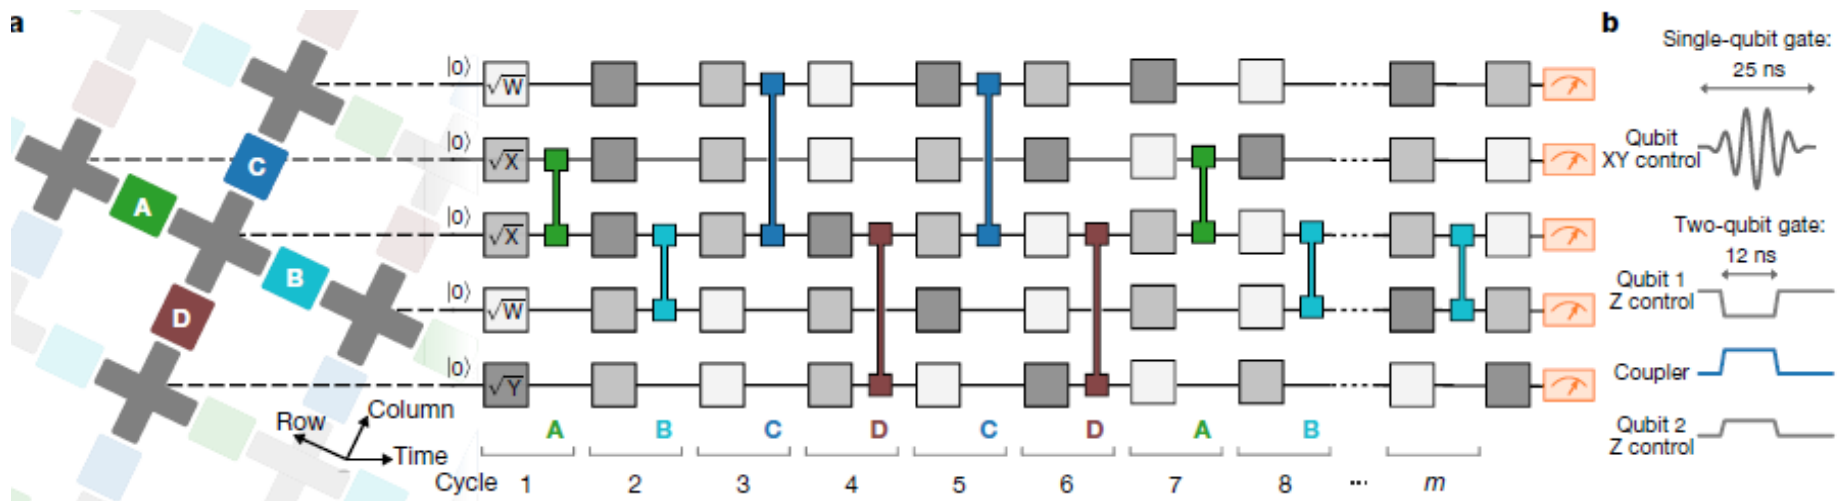 a
C
A
B
D
Row
Column
Time
|0⟩
|0⟩
|0⟩
|0⟩
|0⟩
√W
√X
√X
√W
√Y
A B C D C D A B
Cycle 1 2 3 4 5 6 7 8 ... m
b
Single-qubit gate:
25 ns
Qubit
XY control
Two-qubit gate:
12 ns
Qubit 1
Z control
Coupler
Qubit 2
Z control